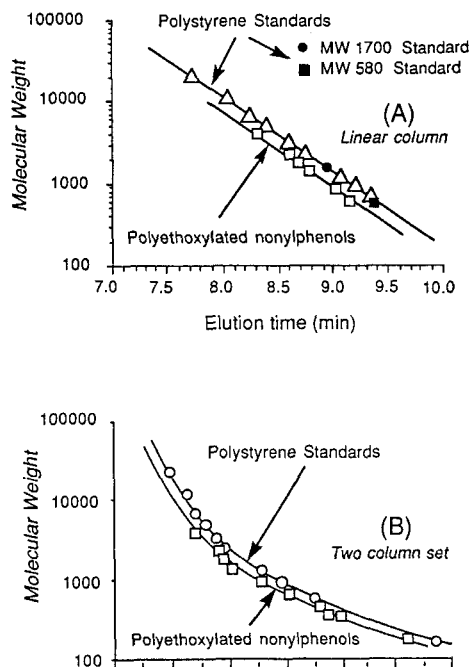 Polystyrene Standards
● MW 1700 Standard
■ MW 580 Standard
100000
10000
1000
100
Molecular Weight
(A)
Linear column
Polyethoxylated nonylphenols
7.0 7.5 8.0 8.5 9.0 9.5 10.0
Elution time (min)
100000
10000
1000
100
Molecular Weight
Polystyrene Standards
(B)
Two column set
Polyethoxylated nonylphenols